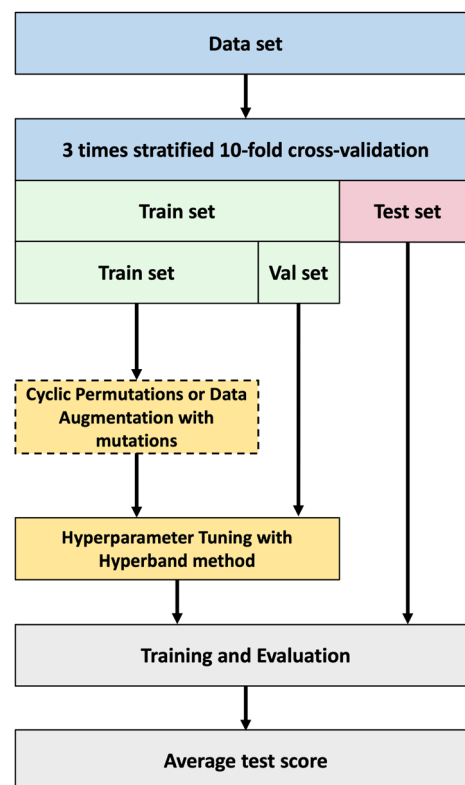 Data set
3 times stratified 10-fold cross-validation
Train set
Test set
Train set
Val set
Cyclic Permutations or Data
Augmentation with
mutations
Hyperparameter Tuning with
Hyperband method
Training and Evaluation
Average test score